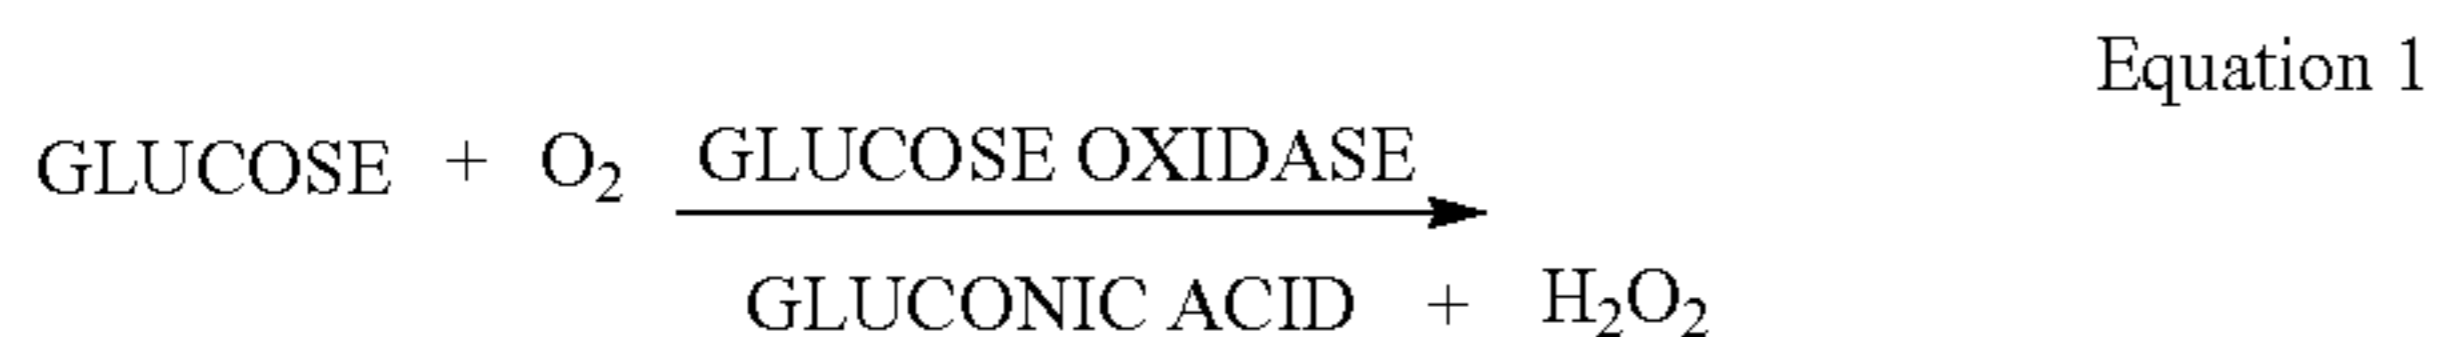 Equation 1
GLUCOSE + O₂ GLUCOSE OXIDASE
GLUCONIC ACID + H₂O₂